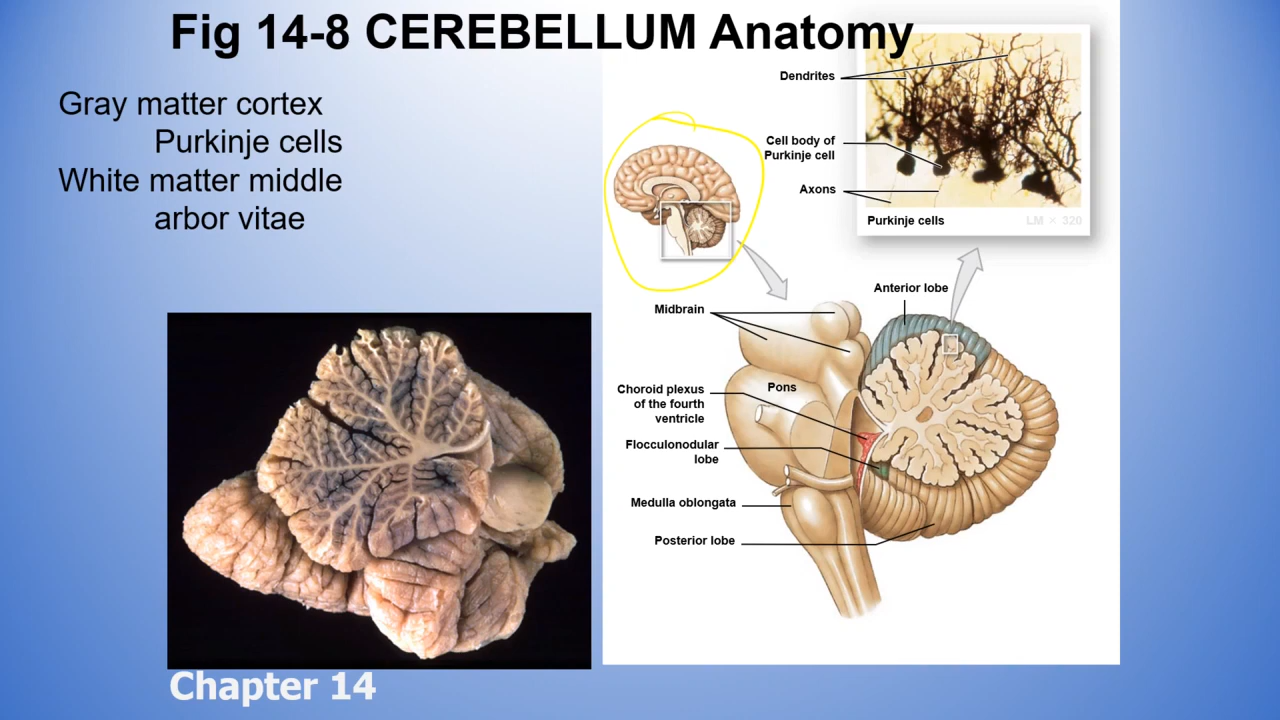 Fig 14-8 CEREBELLUM Anatomy
Gray matter cortex
Purkinje cells
White matter middle
arbor vitae
Dendrites
Cell body of
Purkinje cell
Axons
Purkinje cells
LM × 320
Anterior lobe
Midbrain
Pons
Choroid plexus
of the fourth
ventricle
Flocculonodular
lobe
Medulla oblongata
Posterior lobe
Chapter 14